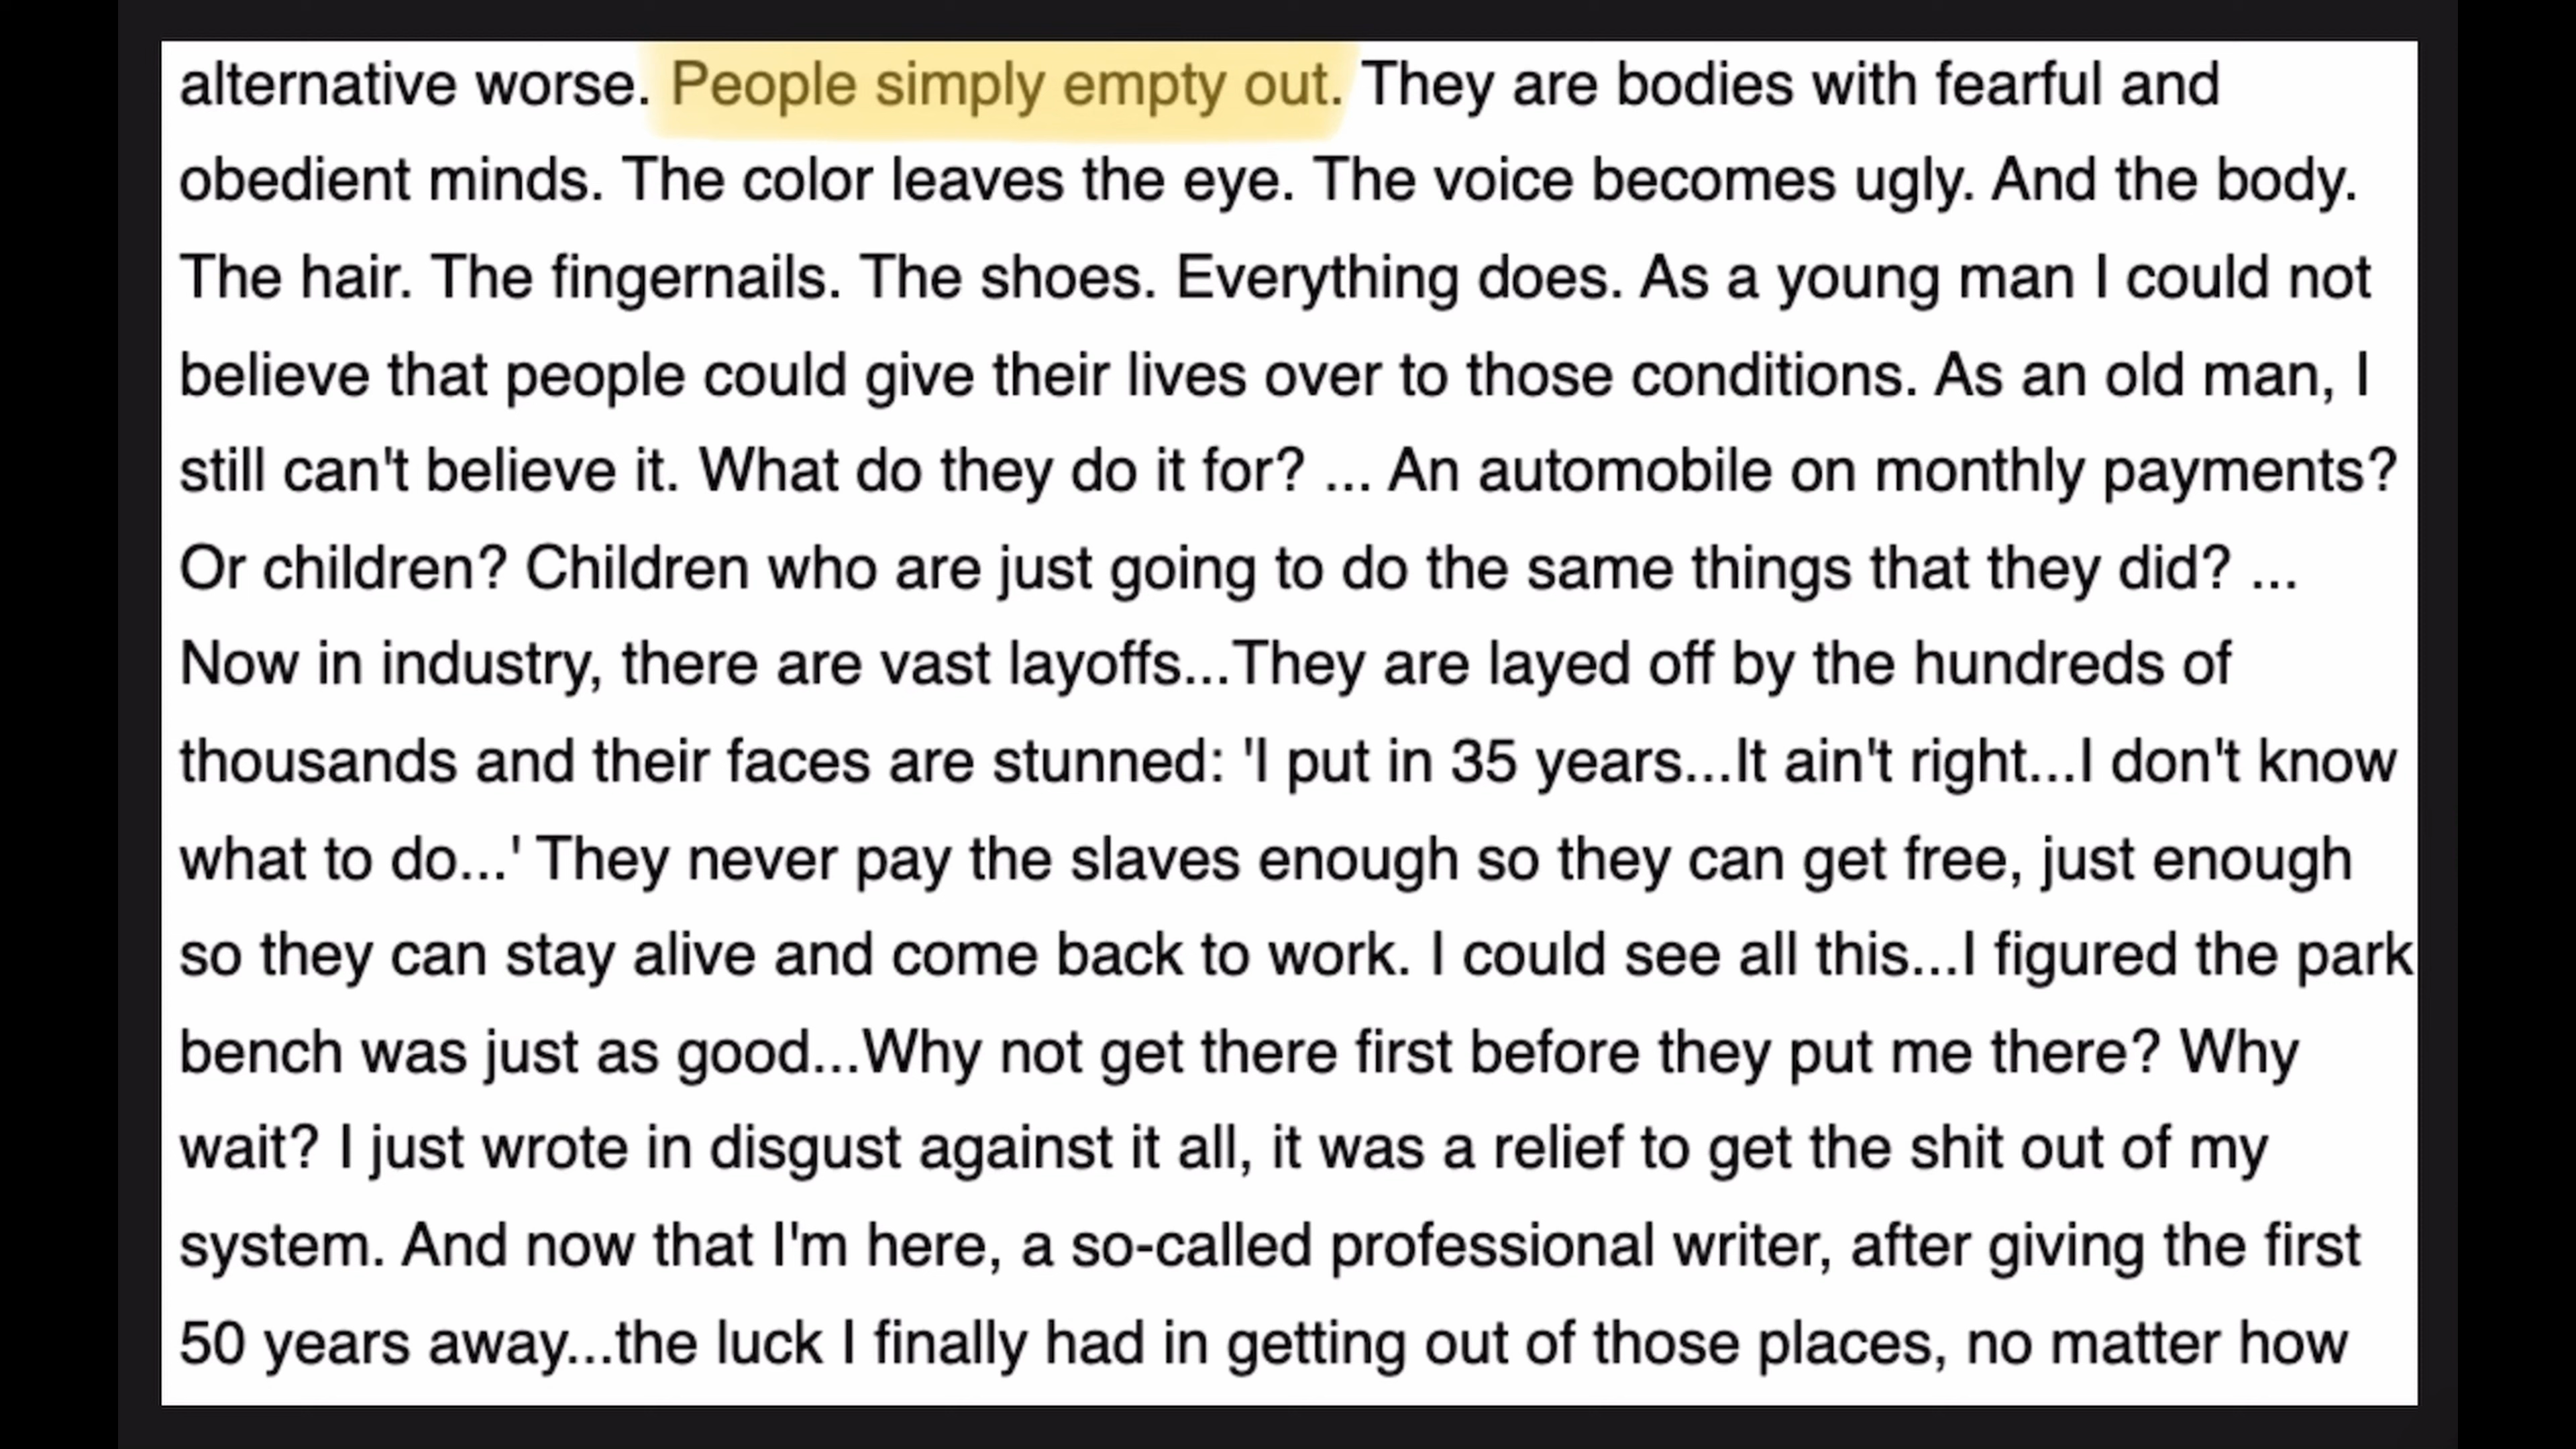 alternative worse. People simply empty out. They are bodies with fearful and
obedient minds. The color leaves the eye. The voice becomes ugly. And the body.
The hair. The fingernails. The shoes. Everything does. As a young man I could not
believe that people could give their lives over to those conditions. As an old man, I
still can't believe it. What do they do it for? ... An automobile on monthly payments?
Or children? Children who are just going to do the same things that they did? ...
Now in industry, there are vast layoffs...They are layed off by the hundreds of
thousands and their faces are stunned: 'I put in 35 years...It ain't right...I don't know
what to do...' They never pay the slaves enough so they can get free, just enough
so they can stay alive and come back to work. I could see all this...I figured the park
bench was just as good...Why not get there first before they put me there? Why
wait? I just wrote in disgust against it all, it was a relief to get the shit out of my
system. And now that I'm here, a so-called professional writer, after giving the first
50 years away...the luck I finally had in getting out of those places, no matter how